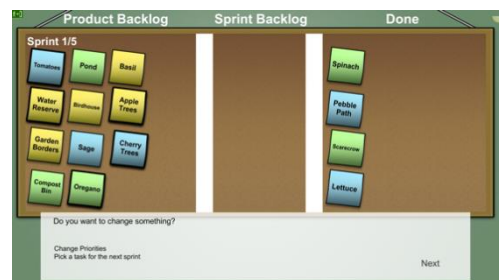 Product Backlog
Sprint Backlog
Done
Sprint 1/5
Tomatoes
Pond
Basil
Water
Reserve
Birdhouse
Apple
Trees
Garden
Borders
Sage
Cherry
Trees
Compost
Bin
Oregano
Spinach
Pebble
Path
Scarecrow
Lettuce
Do you want to change something?
Change Priorities
Pick a task for the next sprint
Next